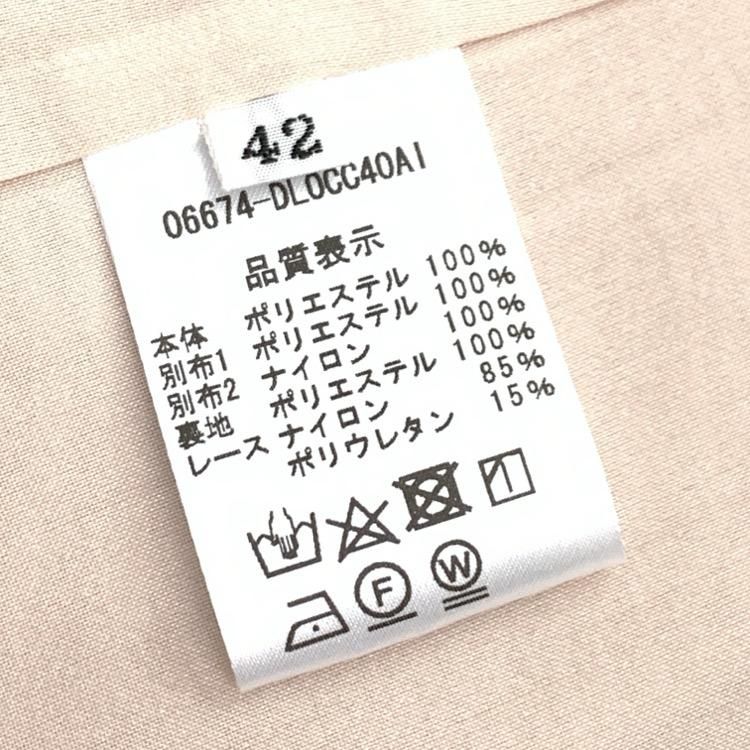 42
06674-DL0CC40A1
品質表示
本体 ポリエステル 100%
別布1 ポリエステル 100%
別布2 ナイロン 100%
裏地 ポリエステル 100%
レース ナイロン 85%
ポリウレタン 15%
F W